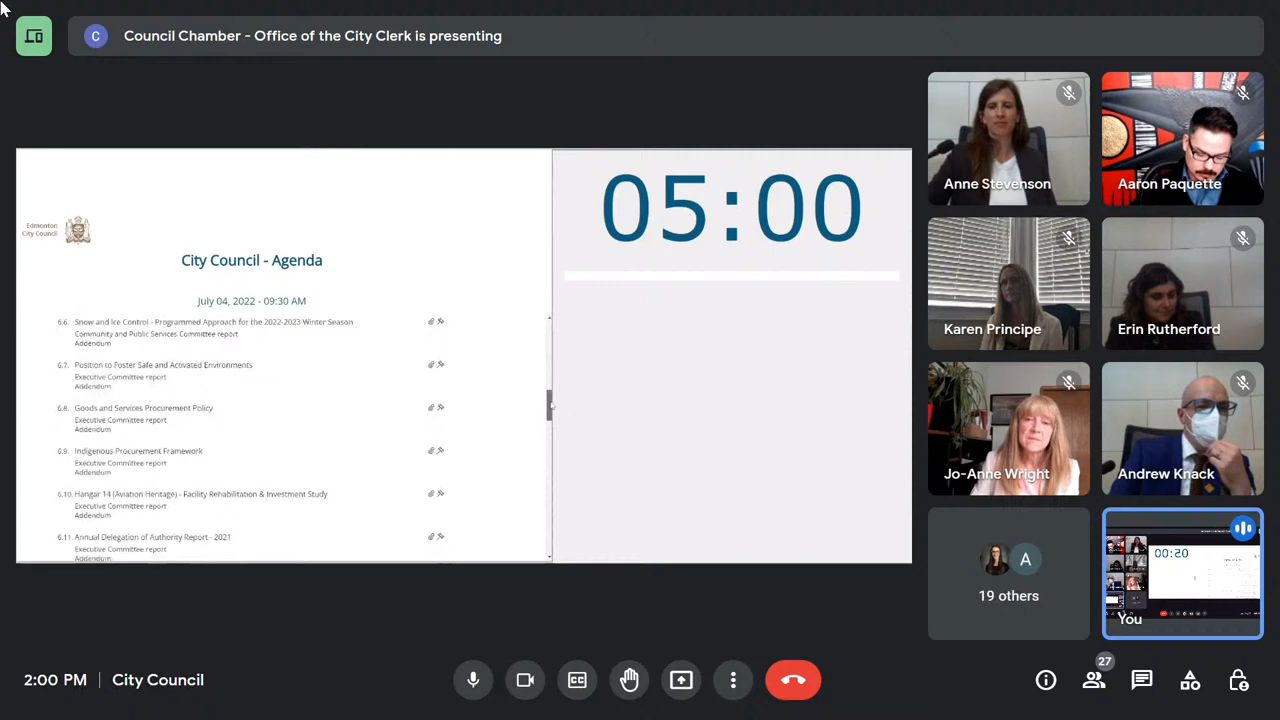 Council Chamber - Office of the City Clerk is presenting
C
Edmonton
City Council
City Council - Agenda
July 04, 2022 - 09:30 AM
6.6. Snow and Ice Control - Programmed Approach for the 2022-2023 Winter Season
Community and Public Services Committee report
Addendum
6.7. Position to Foster Safe and Activated Environments
Executive Committee report
Addendum
6.8. Goods and Services Procurement Policy
Executive Committee report
Addendum
6.9. Indigenous Procurement Framework
Executive Committee report
Addendum
6.10. Hangar 14 (Aviation Heritage) - Facility Rehabilitation & Investment Study
Executive Committee report
Addendum
6.11. Annual Delegation of Authority Report - 2021
Executive Committee report
Addendum
05:00
Anne Stevenson
Aaron Paquette
Karen Principe
Erin Rutherford
Jo-Anne Wright
Andrew Knack
A
19 others
You
2:00 PM | City Council
27